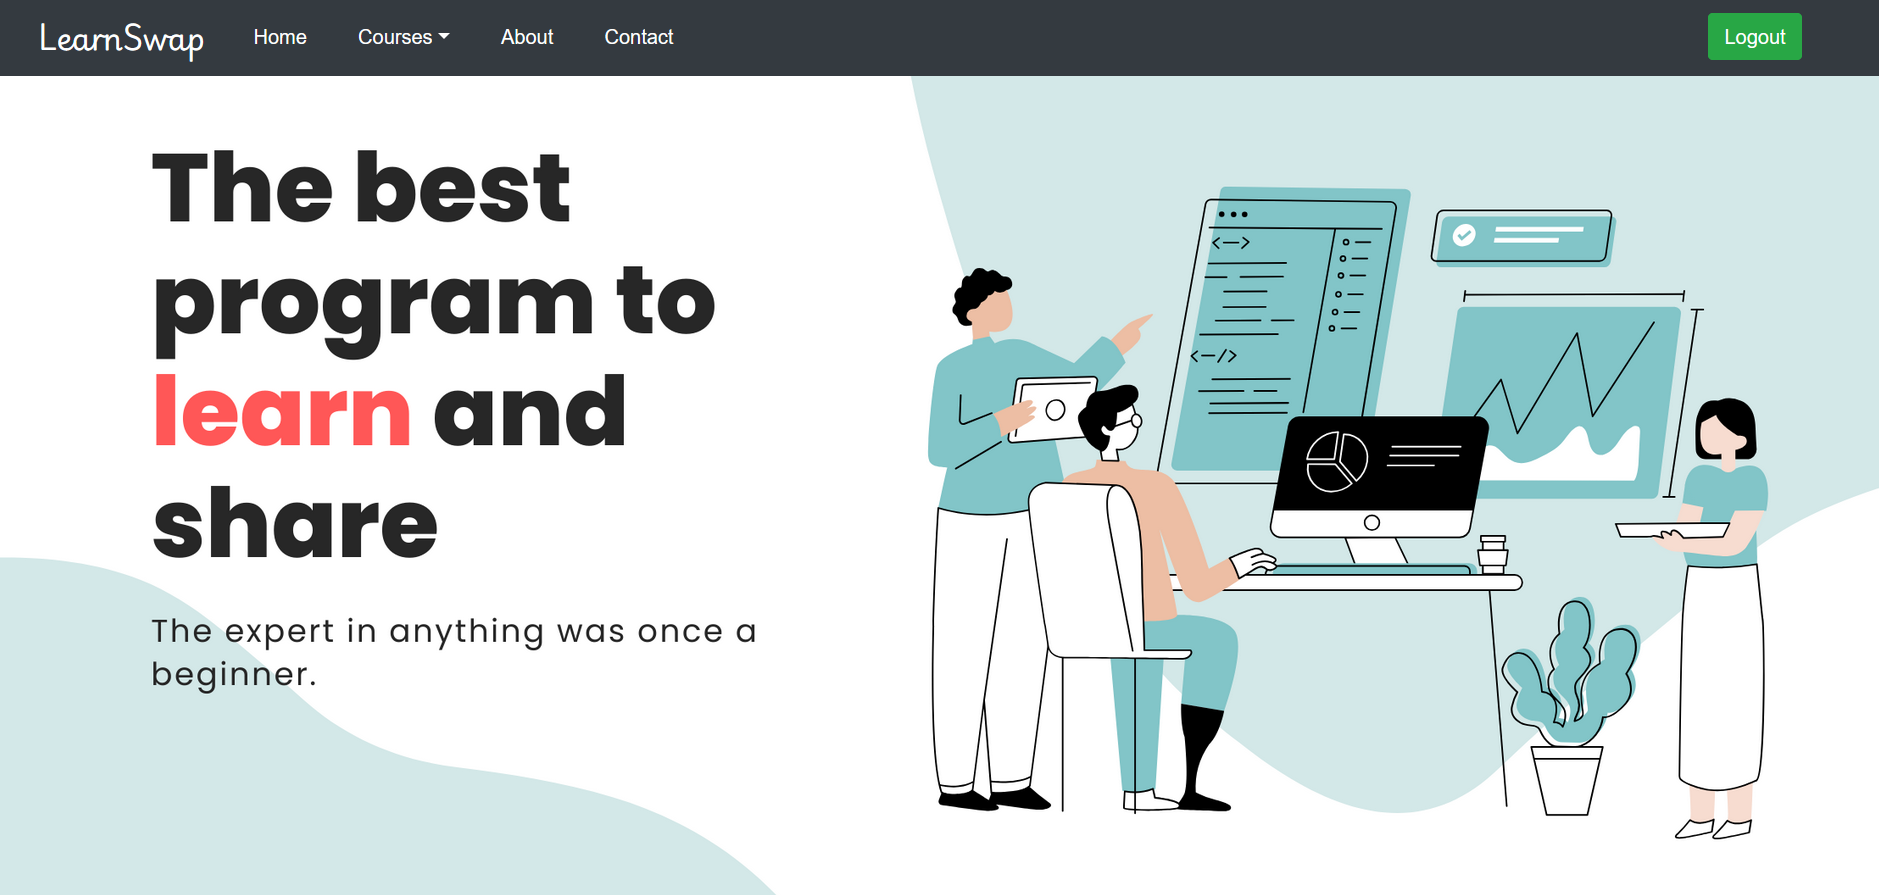 LearnSwap
Home
Courses
About
Contact
Logout
The best
program to
learn and
share
The expert in anything was once a
beginner.